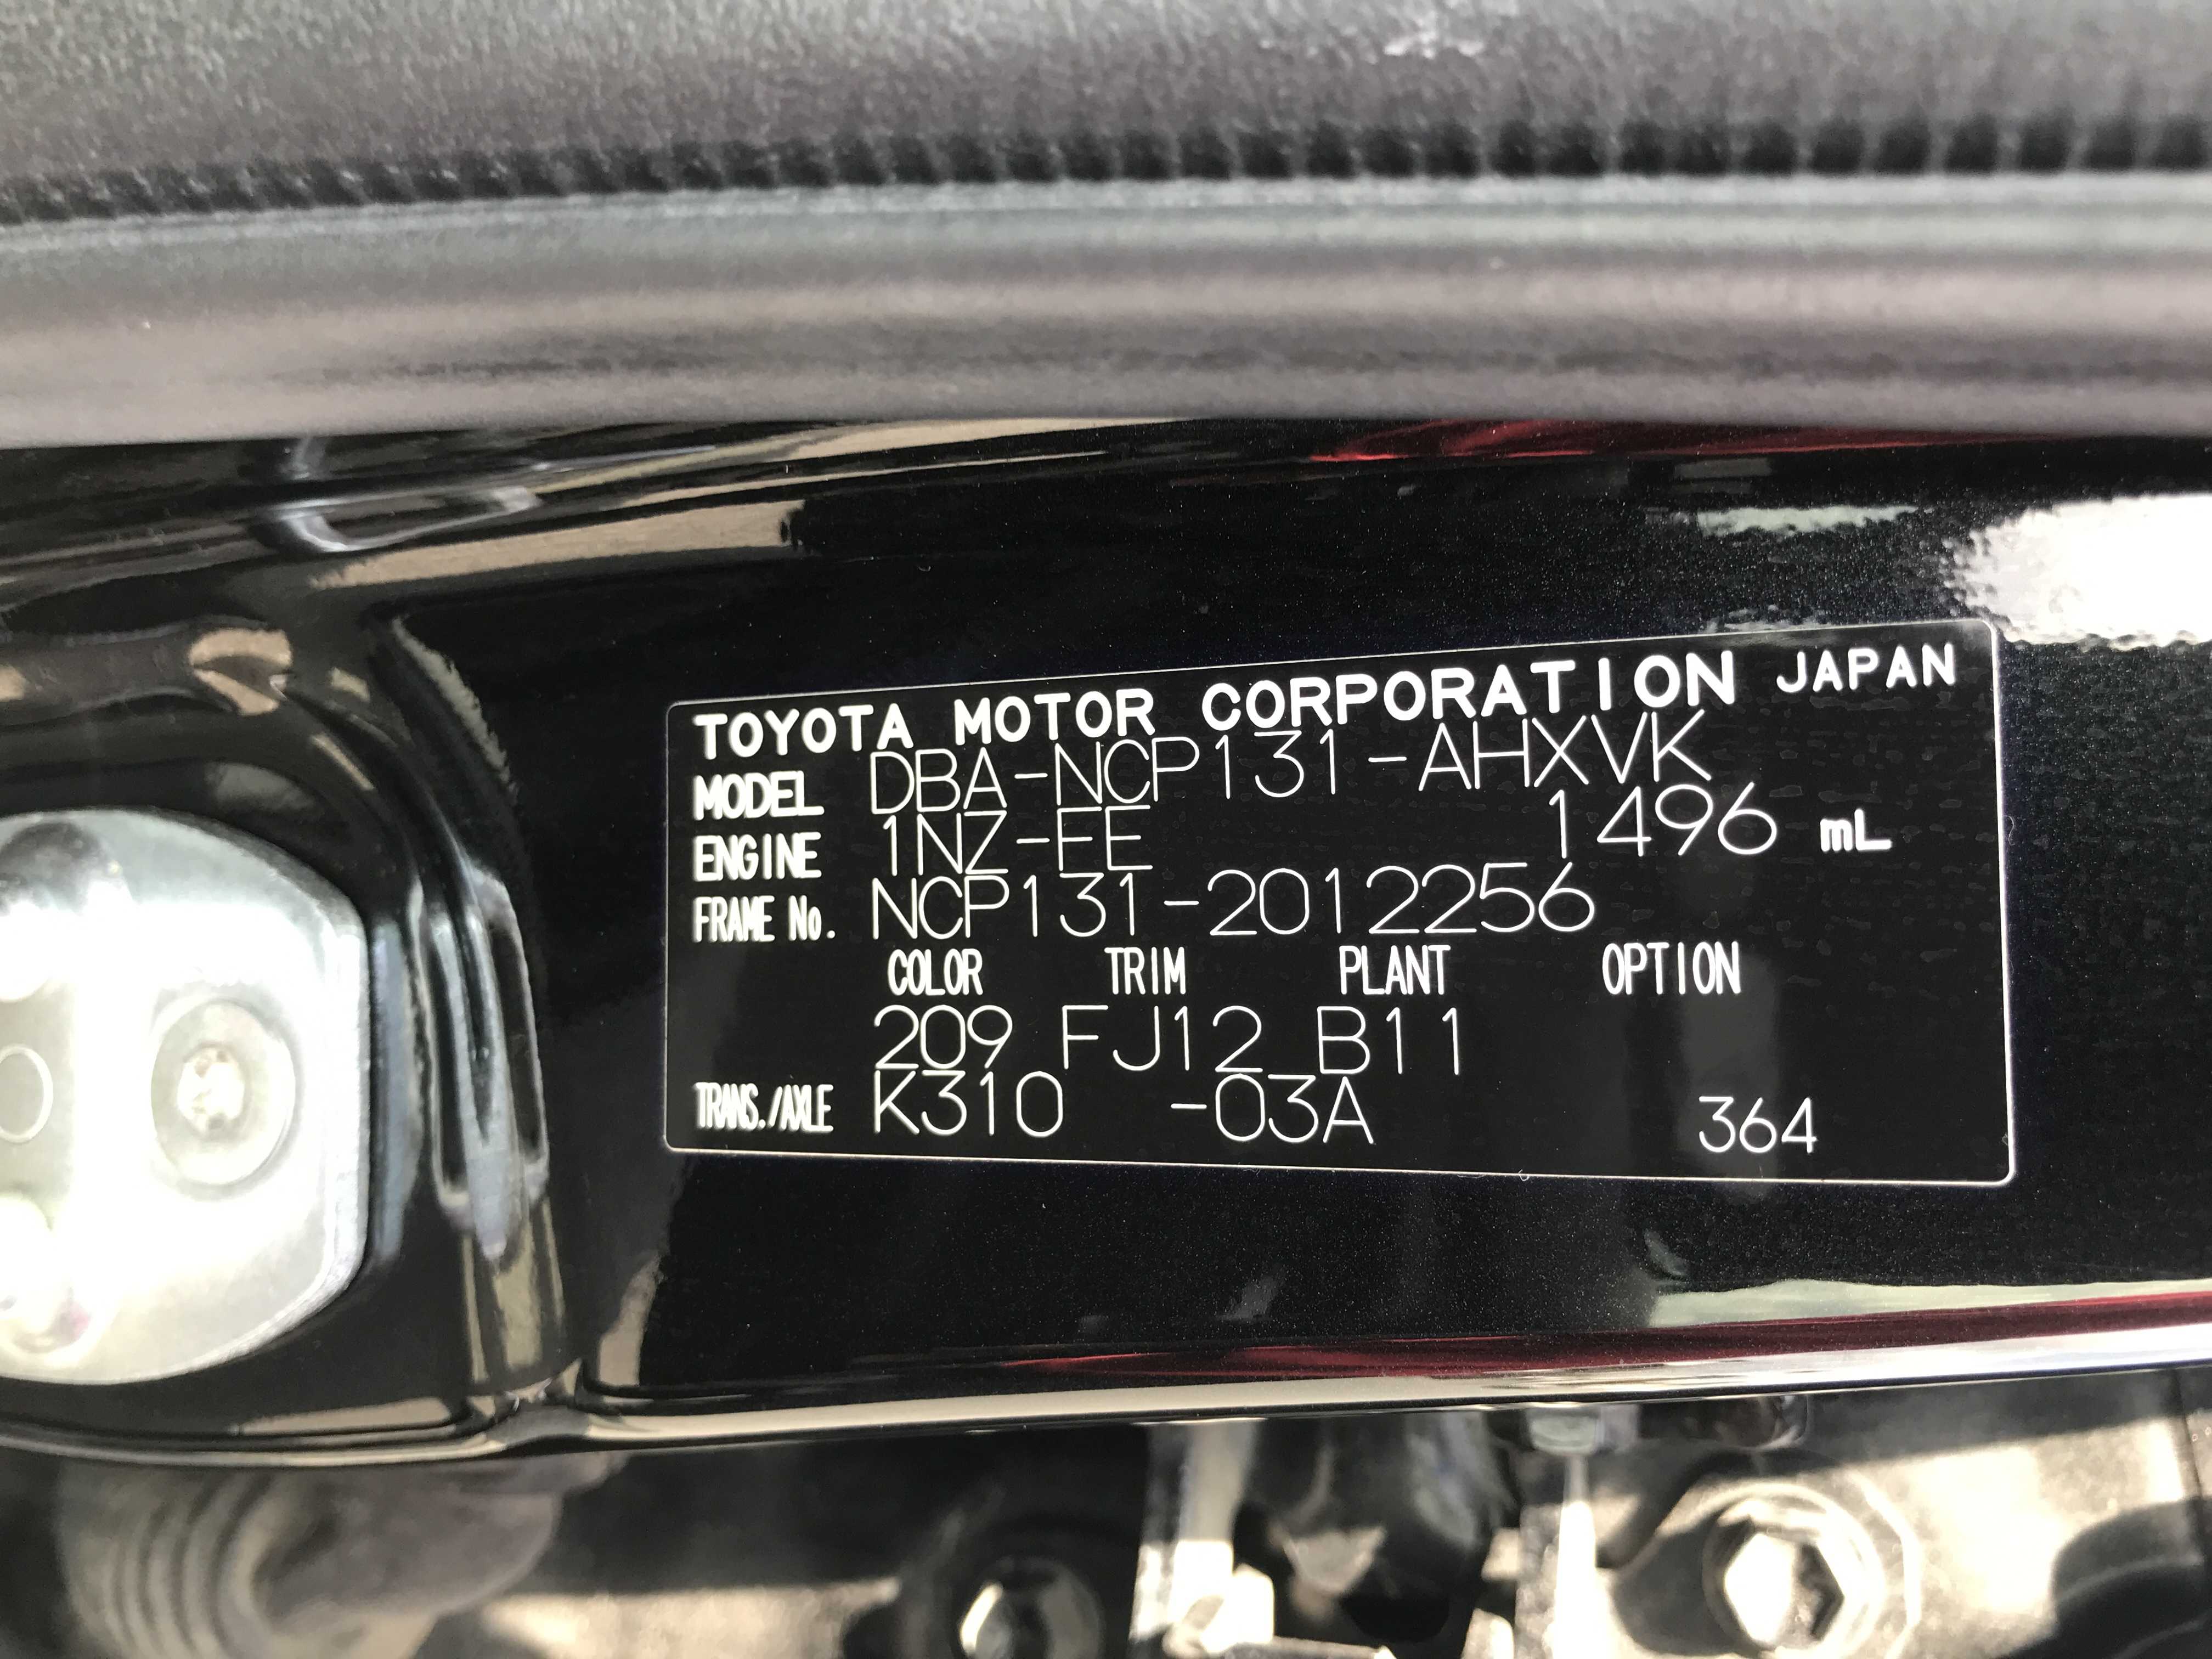 TOYOTA MOTOR CORPORATION JAPAN
MODEL DBA-NCP131-AHXVK
ENGINE 1NZ-FE 1496 mL
FRAME No. NCP131-2012256
COLOR TRIM PLANT OPTION
209 FJ12 B11
TRANS./AXLE K310 -03A 364